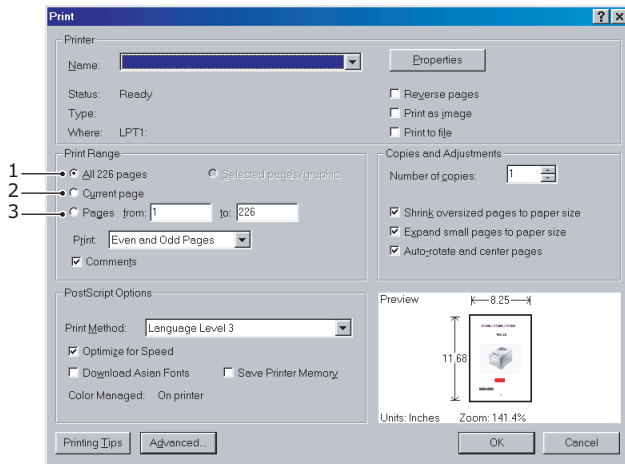 Print
Printer
Name:
Properties
Status: Ready
Type:
Where: LPT1:
Reverse pages
Print as image
Print to file
Print Range
1
All 226 pages
Selected pages/graphic
2
Current page
3
Pages from: 1 to: 226
Print: Even and Odd Pages
Comments
Copies and Adjustments
Number of copies: 1
Shrink oversized pages to paper size
Expand small pages to paper size
Auto-rotate and center pages
PostScript Options
Print Method: Language Level 3
Optimize for Speed
Download Asian Fonts
Save Printer Memory
Color Managed: On printer
Preview
8.25
11.68
Units: Inches Zoom: 141.4%
Printing Tips
Advanced...
OK
Cancel